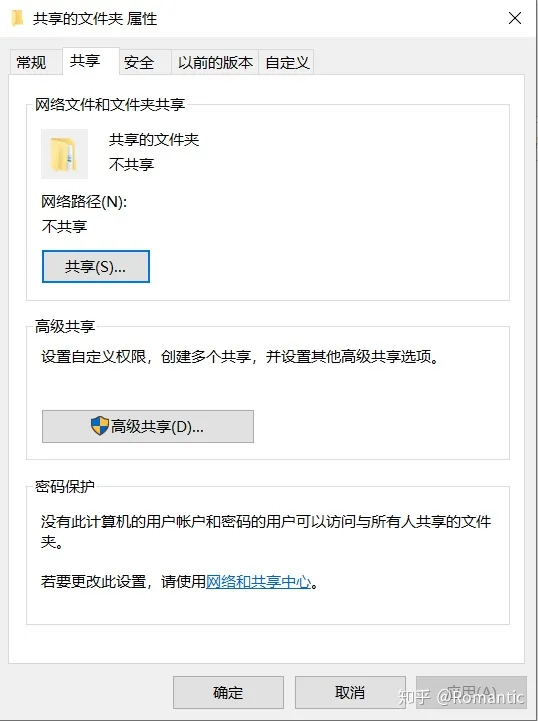 共享的文件夹 属性
常规 共享 安全 以前的版本 自定义
网络文件和文件夹共享
共享的文件夹
不共享
网络路径(N):
不共享
共享(S)...
高级共享
设置自定义权限，创建多个共享，并设置其他高级共享选项。
高级共享(D)...
密码保护
没有此计算机的用户帐户和密码的用户可以访问与所有人共享的文件
夹。
若要更改此设置，请使用网络和共享中心。
确定 取消 应用(A)
知乎 @Romantic